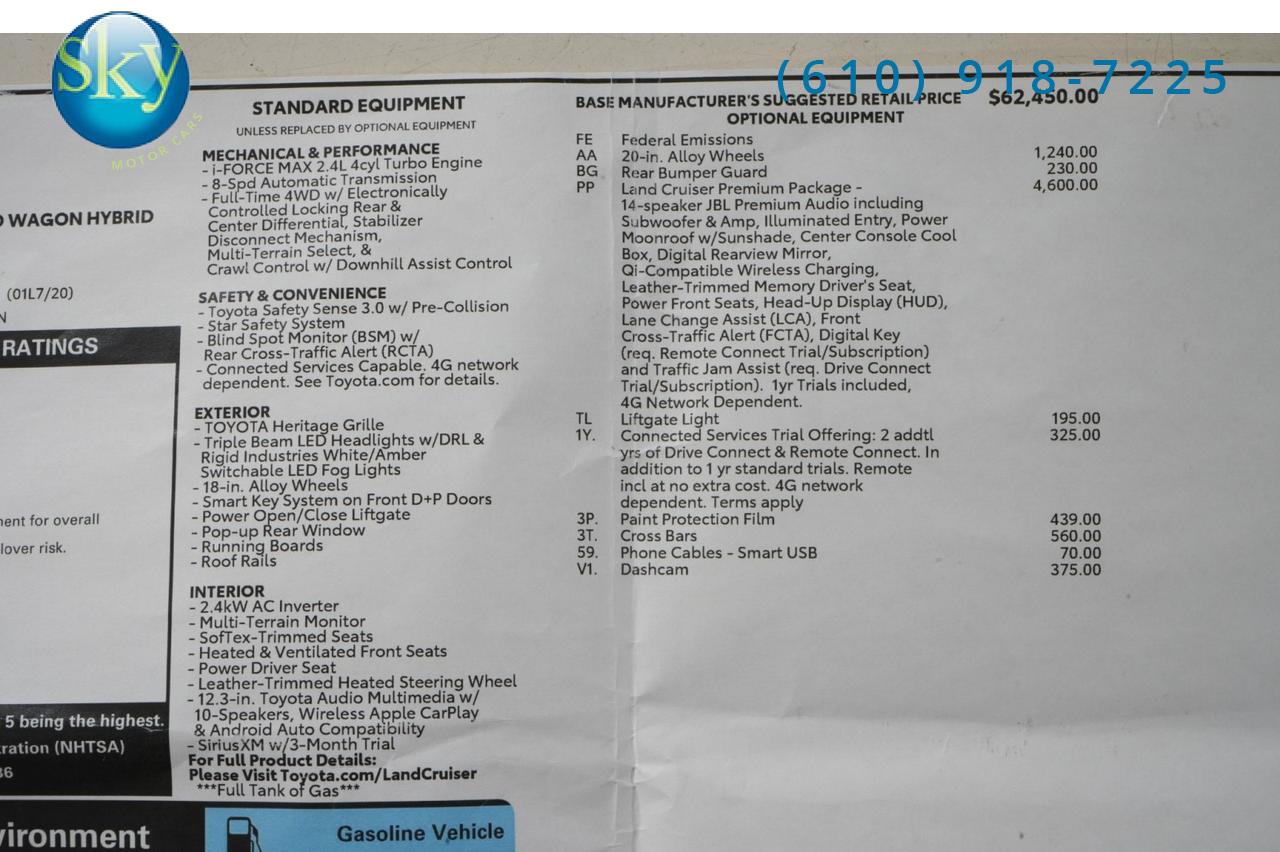 Sky
MOTOR CARS
(610) 918-7225
WAGON HYBRID
(01L7/20)
N
RATINGS
ment for overall
lover risk.
5 being the highest.
ration (NHTSA)
36
vironment
STANDARD EQUIPMENT
UNLESS REPLACED BY OPTIONAL EQUIPMENT
MECHANICAL & PERFORMANCE
- i-FORCE MAX 2.4L 4cyl Turbo Engine
- 8-Spd Automatic Transmission
- Full-Time 4WD w/ Electronically
Controlled Locking Rear &
Center Differential, Stabilizer
Disconnect Mechanism,
Multi-Terrain Select, &
Crawl Control w/ Downhill Assist Control
SAFETY & CONVENIENCE
- Toyota Safety Sense 3.0 w/ Pre-Collision
- Star Safety System
- Blind Spot Monitor (BSM) w/
Rear Cross-Traffic Alert (RCTA)
- Connected Services Capable. 4G network
dependent. See Toyota.com for details.
EXTERIOR
- TOYOTA Heritage Grille
- Triple Beam LED Headlights w/DRL &
Rigid Industries White/Amber
Switchable LED Fog Lights
- 18-in. Alloy Wheels
- Smart Key System on Front D+P Doors
- Power Open/Close Liftgate
- Pop-up Rear Window
- Running Boards
- Roof Rails
INTERIOR
- 2.4kW AC Inverter
- Multi-Terrain Monitor
- SofTex-Trimmed Seats
- Heated & Ventilated Front Seats
- Power Driver Seat
- Leather-Trimmed Heated Steering Wheel
- 12.3-in. Toyota Audio Multimedia w/
10-Speakers, Wireless Apple CarPlay
& Android Auto Compatibility
- SiriusXM w/3-Month Trial
For Full Product Details:
Please Visit Toyota.com/LandCruiser
***Full Tank of Gas***
Gasoline Vehicle
BASE MANUFACTURER'S SUGGESTED RETAIL PRICE $62,450.00
OPTIONAL EQUIPMENT
FE Federal Emissions
AA 20-in. Alloy Wheels 1,240.00
BG Rear Bumper Guard 230.00
PP Land Cruiser Premium Package - 4,600.00
14-speaker JBL Premium Audio including
Subwoofer & Amp, Illuminated Entry, Power
Moonroof w/Sunshade, Center Console Cool
Box, Digital Rearview Mirror,
Qi-Compatible Wireless Charging,
Leather-Trimmed Memory Driver's Seat,
Power Front Seats, Head-Up Display (HUD),
Lane Change Assist (LCA), Front
Cross-Traffic Alert (FCTA), Digital Key
(req. Remote Connect Trial/Subscription)
and Traffic Jam Assist (req. Drive Connect
Trial/Subscription). 1yr Trials included,
4G Network Dependent.
TL Liftgate Light 195.00
1Y. Connected Services Trial Offering: 2 addtl 325.00
yrs of Drive Connect & Remote Connect. In
addition to 1 yr standard trials. Remote
incl at no extra cost. 4G network
dependent. Terms apply
3P. Paint Protection Film 439.00
3T. Cross Bars 560.00
59. Phone Cables - Smart USB 70.00
V1. Dashcam 375.00